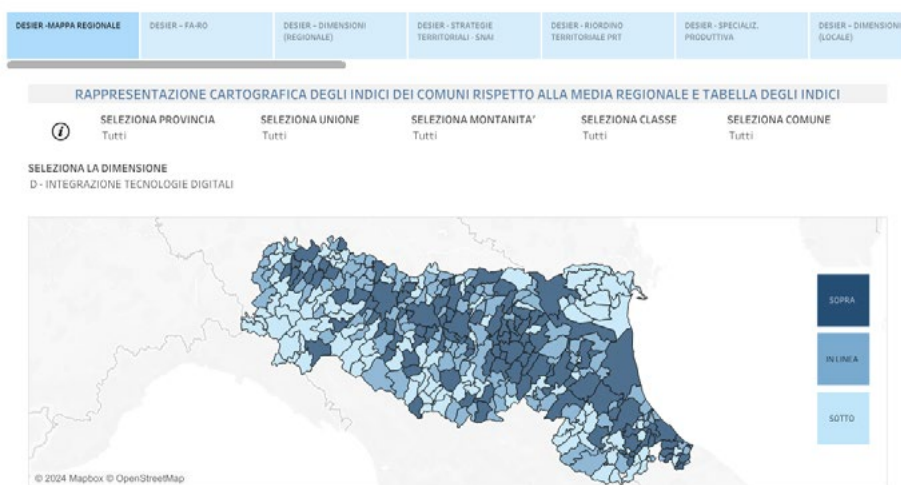 DESIER -MAPPA REGIONALE
DESIER - FA-RO
DESIER - DIMENSIONI
(REGIONALE)
DESIER - STRATEGIE
TERRITORIALI - SNAI
DESIER - RIORDINO
TERRITORIALE PRT
DESIER - SPECIALIZ.
PRODUTTIVA
DESIER - DIMENSIONI
(LOCALE)
RAPPRESENTAZIONE CARTOGRAFICA DEGLI INDICI DEI COMUNI RISPETTO ALLA MEDIA REGIONALE E TABELLA DEGLI INDICI
i
SELEZIONA PROVINCIA
Tutti
SELEZIONA UNIONE
Tutti
SELEZIONA MONTANITA'
Tutti
SELEZIONA CLASSE
Tutti
SELEZIONA COMUNE
Tutti
SELEZIONA LA DIMENSIONE
D - INTEGRAZIONE TECNOLOGIE DIGITALI
SOPRA
IN LINEA
SOTTO
© 2024 Mapbox © OpenStreetMap